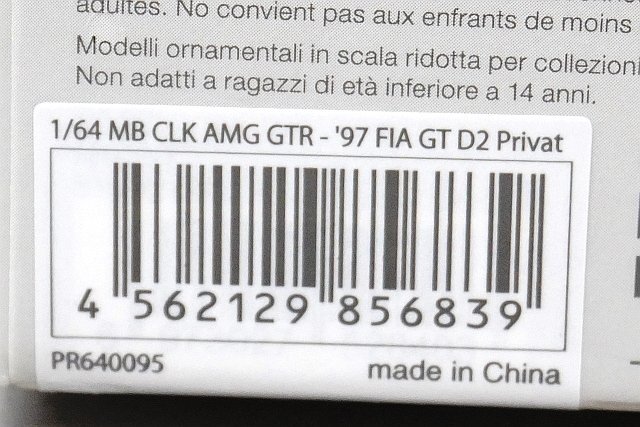 adultes. No convient pas aux enfrants de moins
Modelli ornamentali in scala ridotta per collezioni
Non adatti a ragazzi di età inferiore a 14 anni.
1/64 MB CLK AMG GTR - '97 FIA GT D2 Privat
4 562129 856839
PR640095
made in China